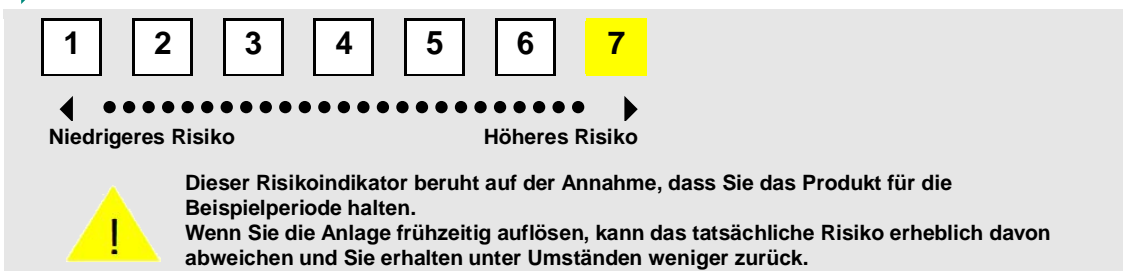 1 2 3 4 5 6 7
Niedrigeres Risiko Höheres Risiko
Dieser Risikoindikator beruht auf der Annahme, dass Sie das Produkt für die
Beispielperiode halten.
! Wenn Sie die Anlage frühzeitig auflösen, kann das tatsächliche Risiko erheblich davon
abweichen und Sie erhalten unter Umständen weniger zurück.